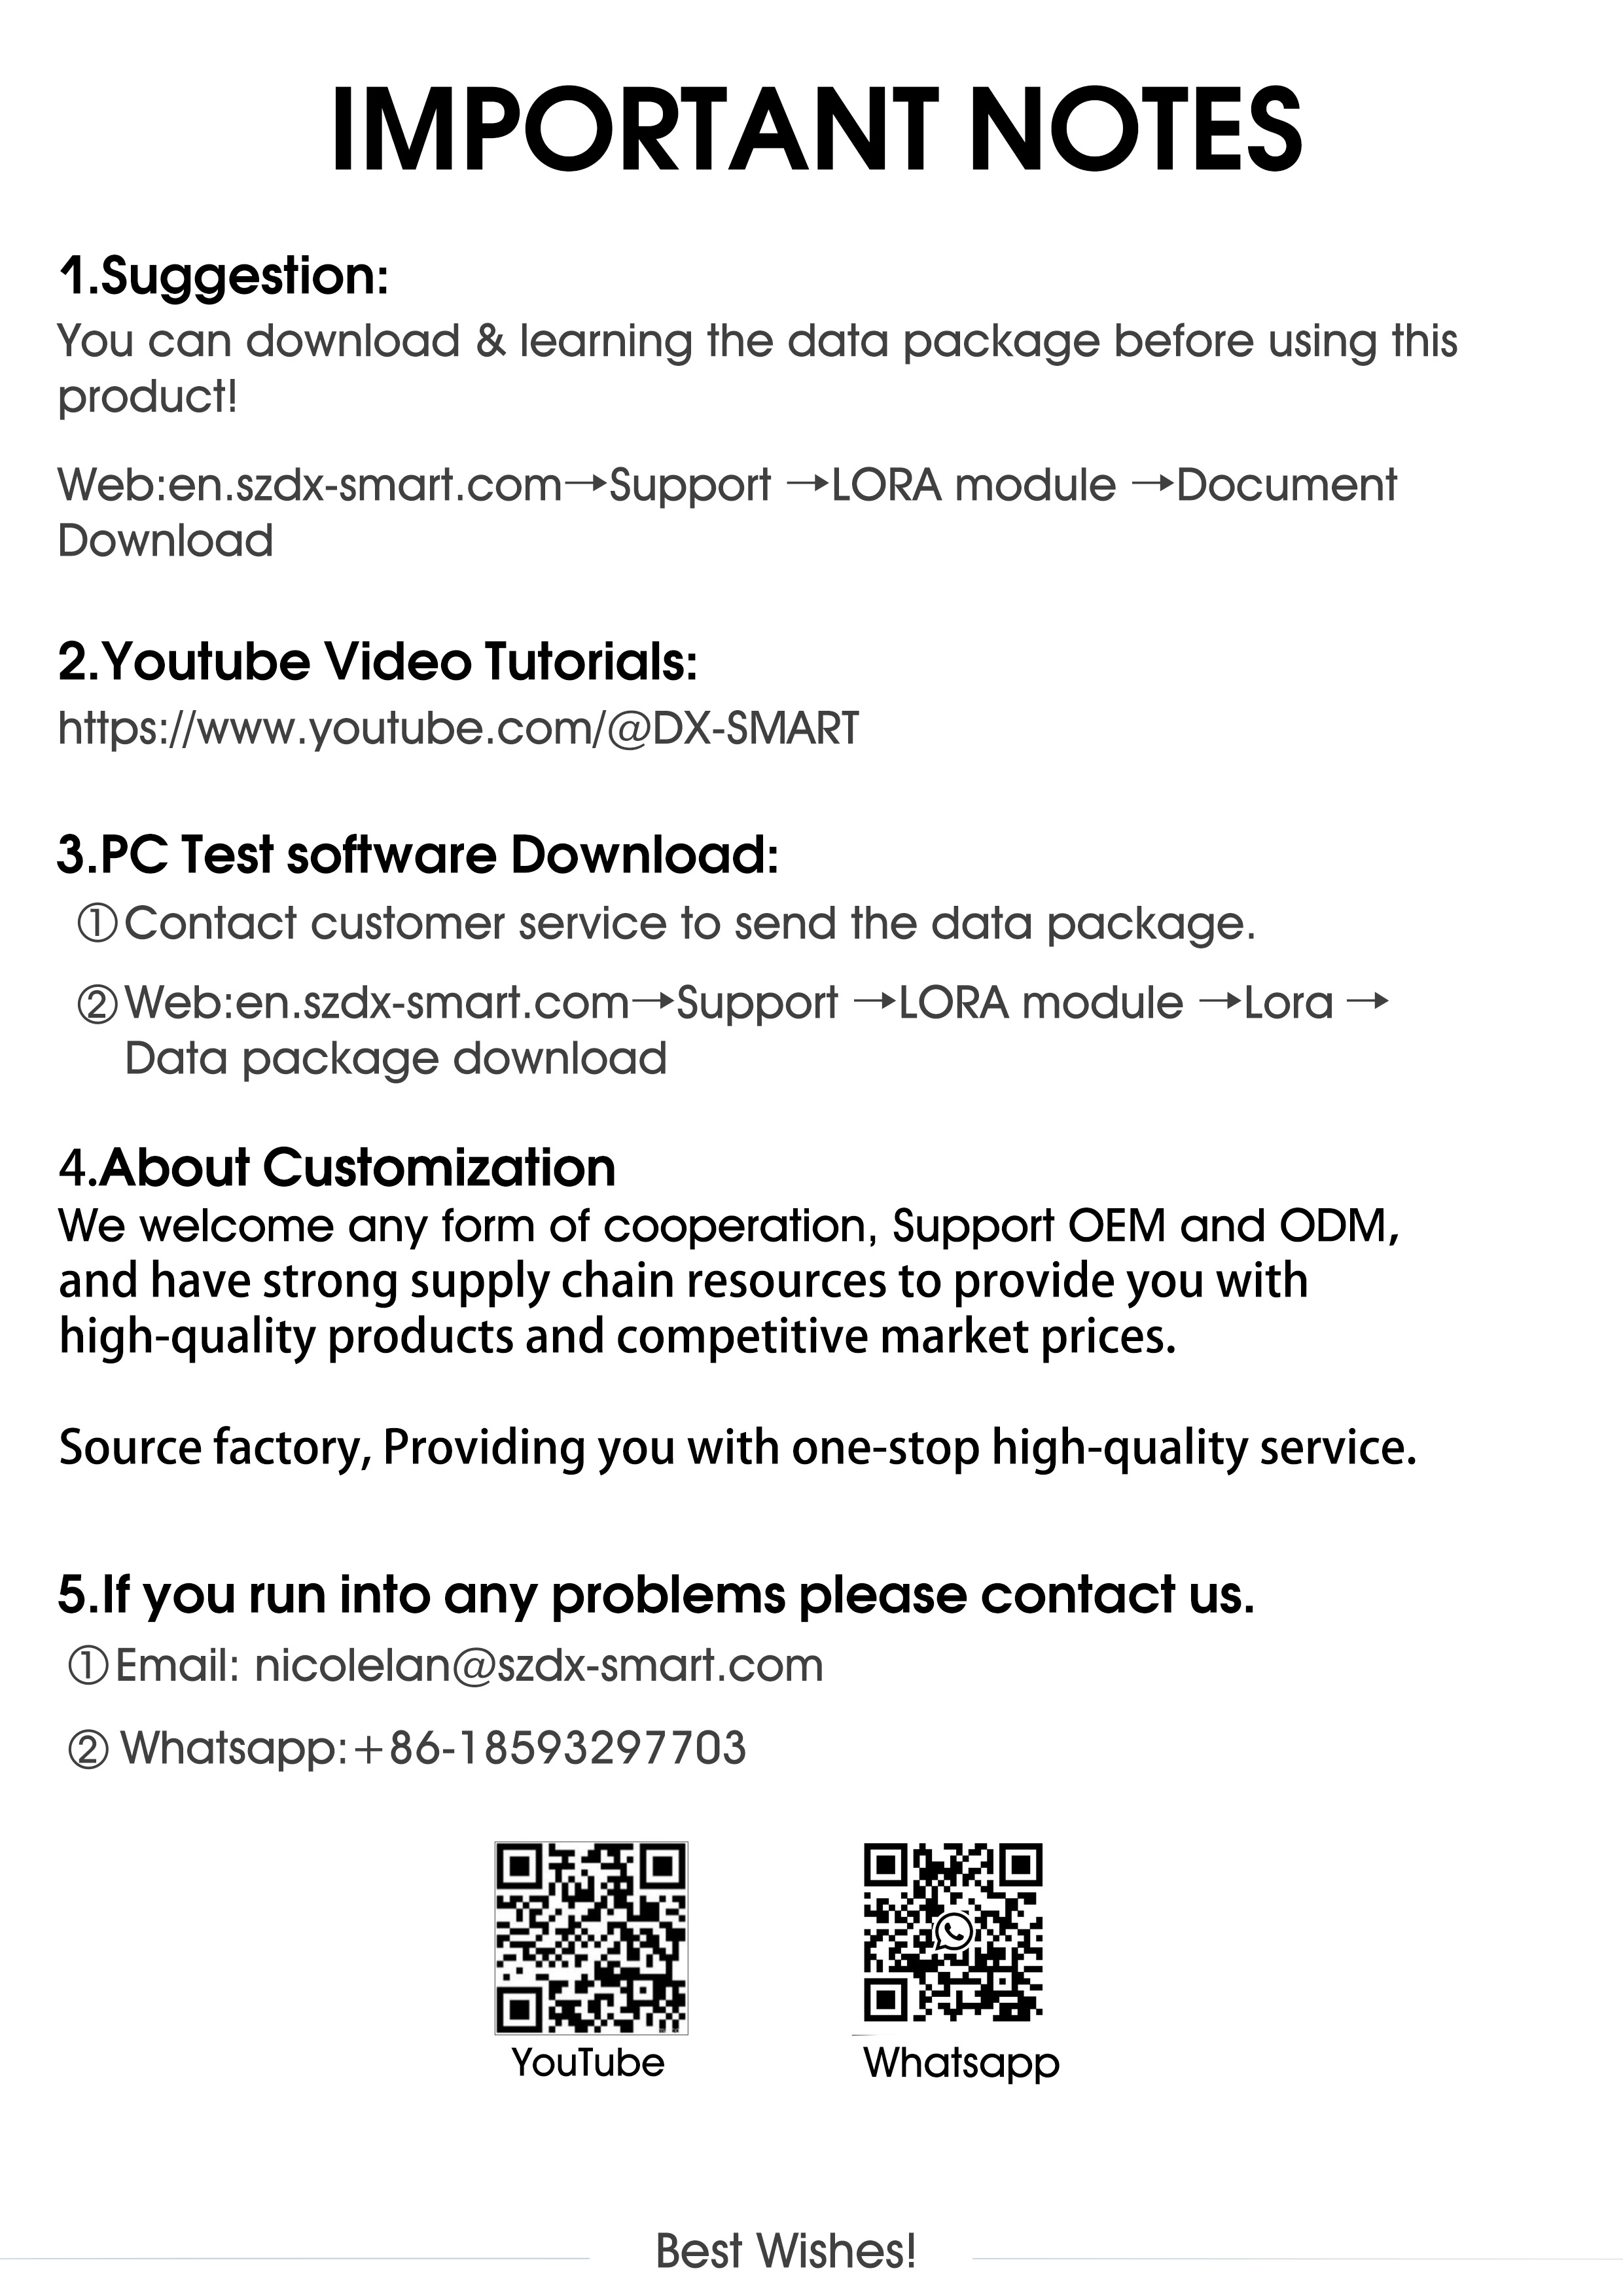 IMPORTANT NOTES
1.Suggestion:
You can download & learning the data package before using this
product!
Web:en.szdx-smart.com→Support →LORA module →Document
Download
2.Youtube Video Tutorials:
https://www.youtube.com/@DX-SMART
3.PC Test software Download:
①Contact customer service to send the data package.
②Web:en.szdx-smart.com→Support →LORA module →Lora →
Data package download
4.About Customization
We welcome any form of cooperation, Support OEM and ODM,
and have strong supply chain resources to provide you with
high-quality products and competitive market prices.
Source factory, Providing you with one-stop high-quality service.
5.If you run into any problems please contact us.
①Email: nicolelan@szdx-smart.com
② Whatsapp:+86-18593297703
YouTube Whatsapp
Best Wishes!